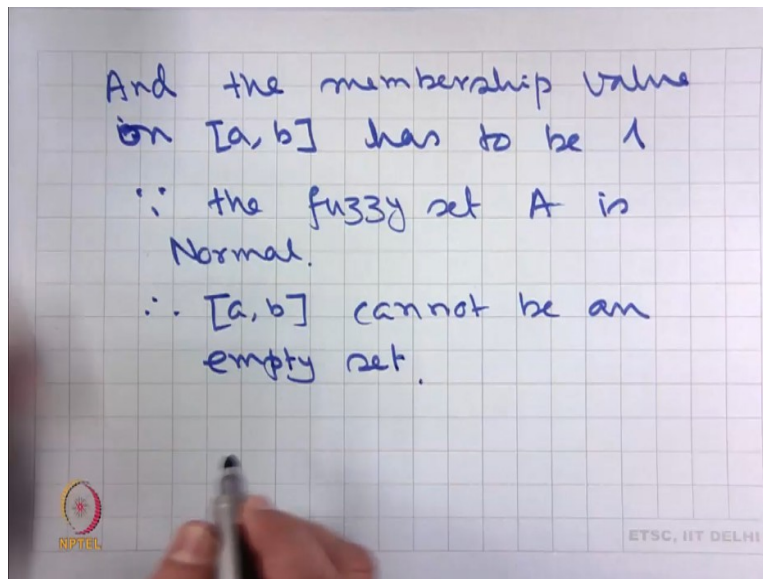 And the membership value
on [a, b] has to be 1
∵ the fuzzy set A is
Normal.
∴ [a, b] cannot be an
empty set.
NPTEL
ETSC, IIT DELHI